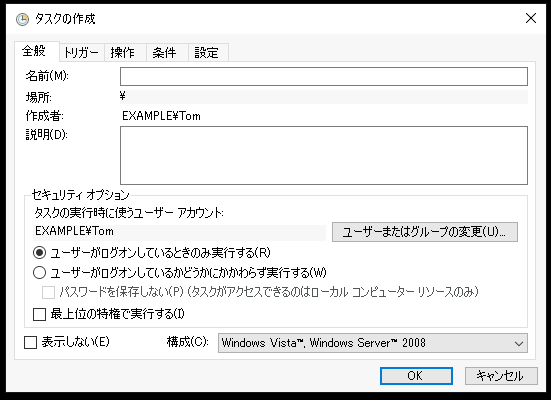 タスクの作成
全般 トリガー 操作 条件 設定
名前(M):
場所: ¥
作成者: EXAMPLE¥Tom
説明(D):
セキュリティ オプション
タスクの実行時に使うユーザー アカウント:
EXAMPLE¥Tom ユーザーまたはグループの変更(U)...
ユーザーがログオンしているときのみ実行する(R)
ユーザーがログオンしているかどうかにかかわらず実行する(W)
パスワードを保存しない(P) (タスクがアクセスできるのはローカル コンピューター リソースのみ)
最上位の特権で実行する(I)
表示しない(E) 構成(C): Windows Vista™, Windows Server™ 2008
OK キャンセル